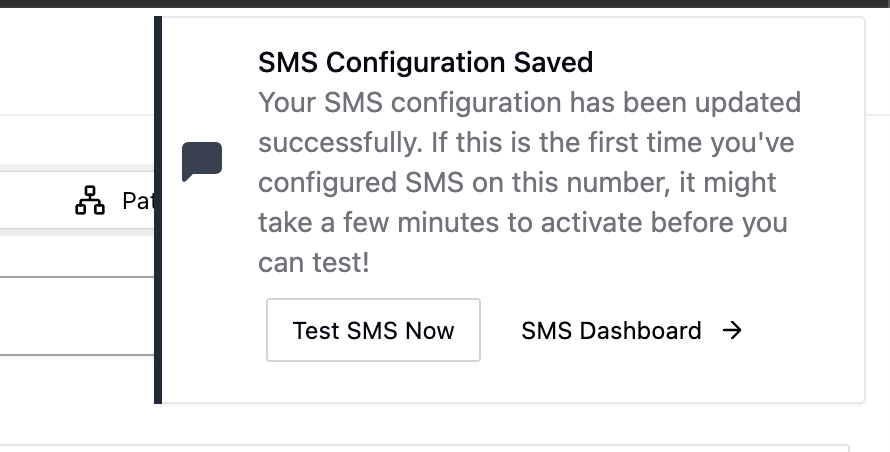 SMS Configuration Saved
Your SMS configuration has been updated
successfully. If this is the first time you've
configured SMS on this number, it might
take a few minutes to activate before you
can test!
Test SMS Now
SMS Dashboard →